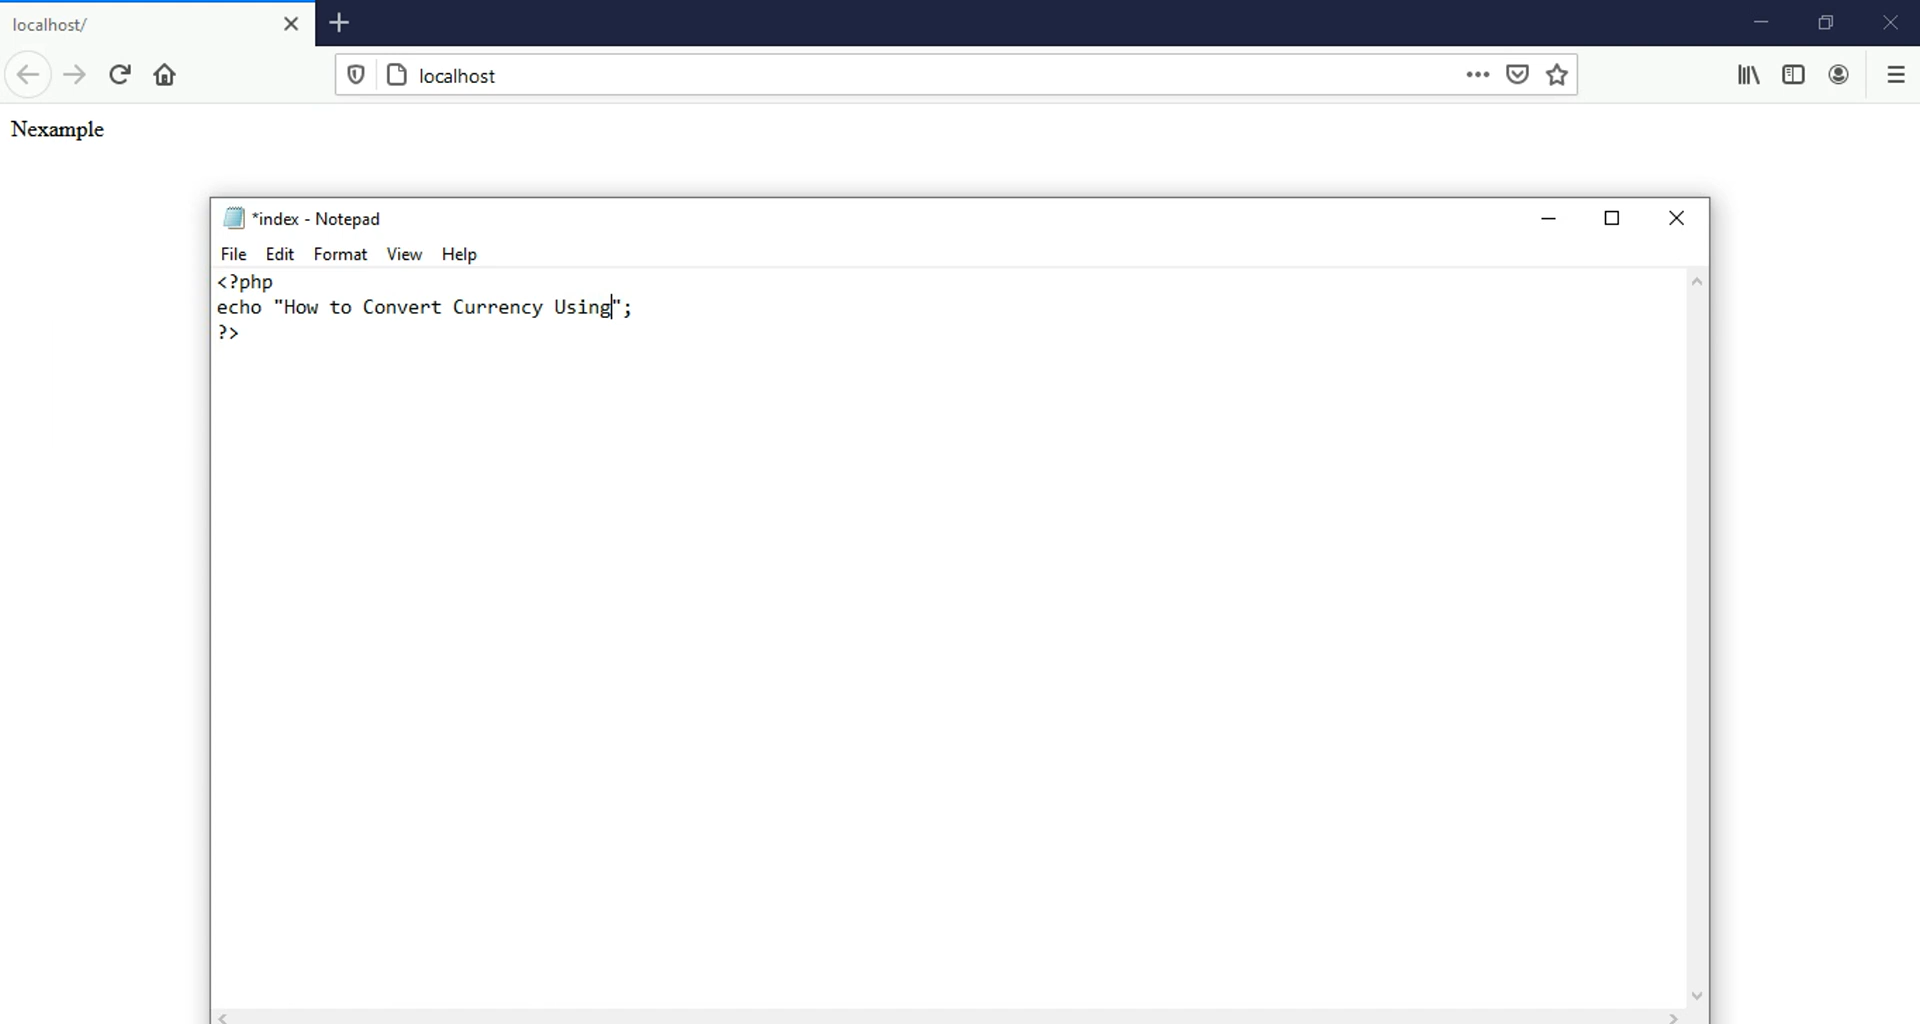 localhost/
localhost
Nexample
*index - Notepad
File Edit Format View Help
<?php
echo "How to Convert Currency Using";
?>